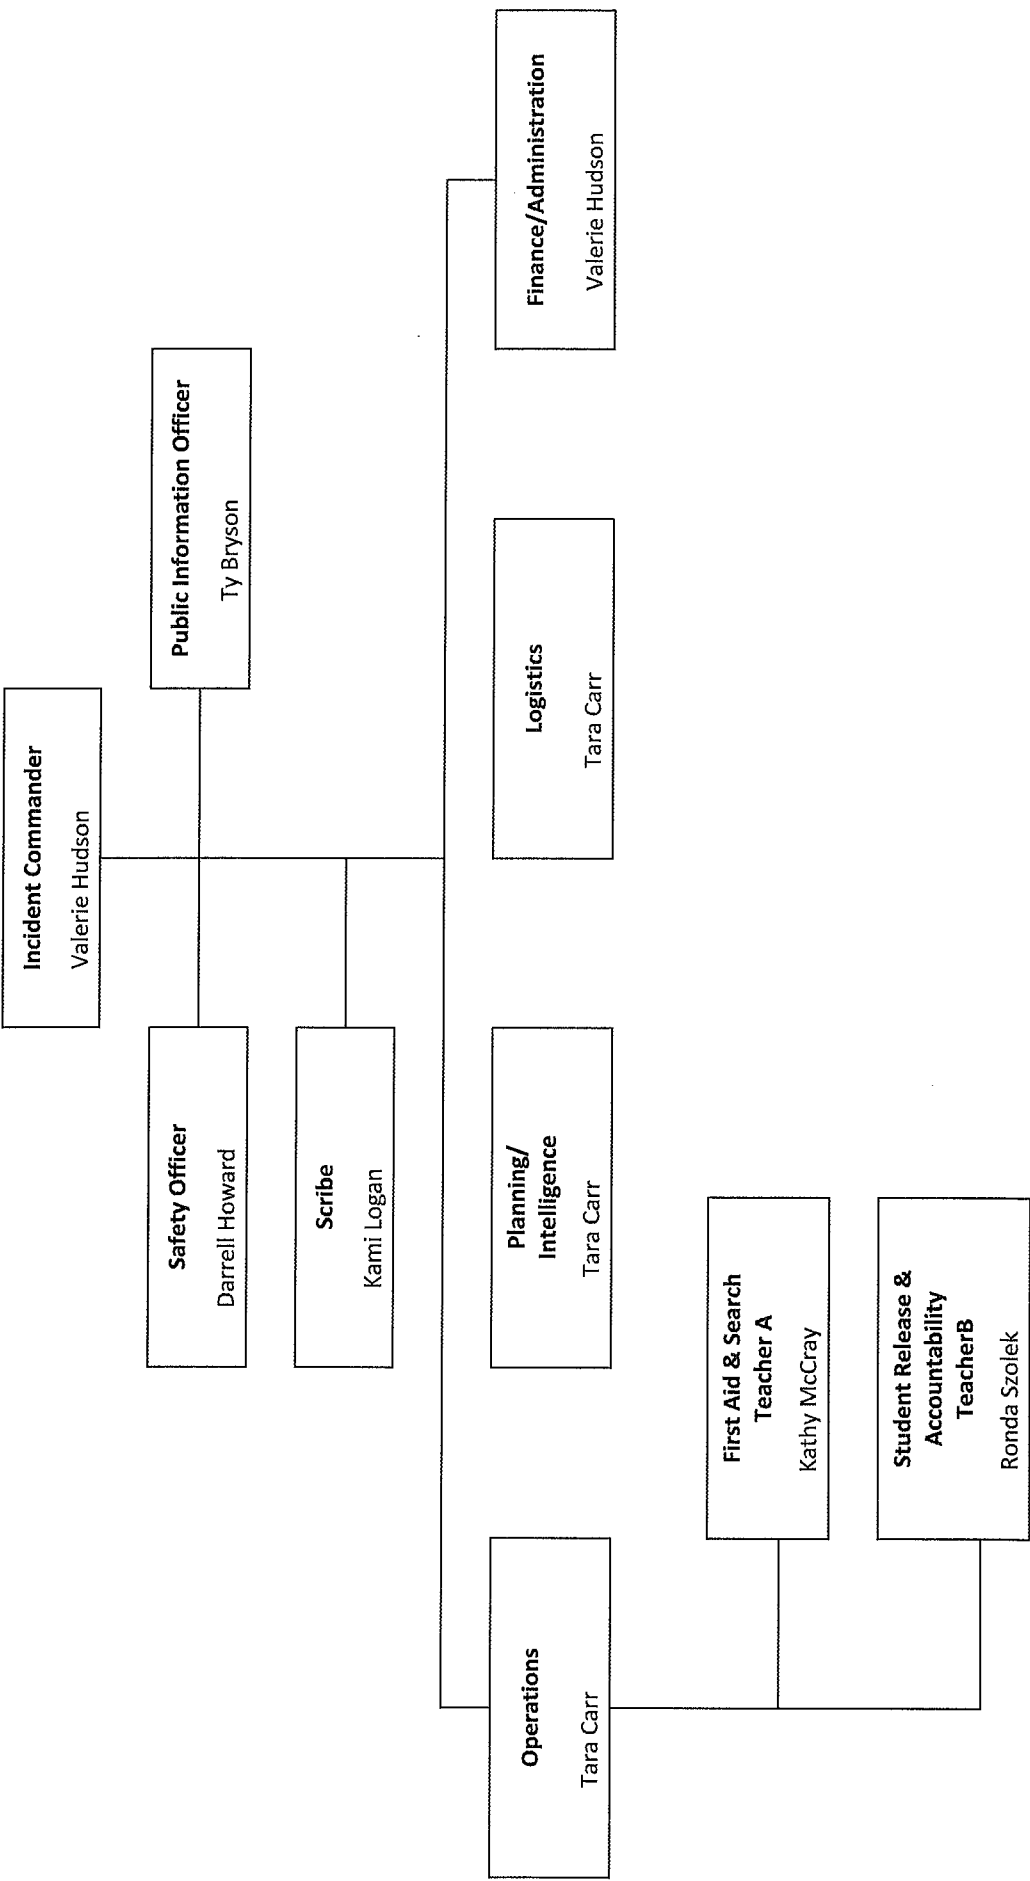 Incident Commander
Valerie Hudson
Safety Officer
Darrell Howard
Public Information Officer
Ty Bryson
Scribe
Kami Logan
Operations
Tara Carr
Planning/
Intelligence
Tara Carr
Logistics
Tara Carr
Finance/Administration
Valerie Hudson
First Aid & Search
Teacher A
Kathy McCray
Student Release &
Accountability
TeacherB
Ronda Szolek